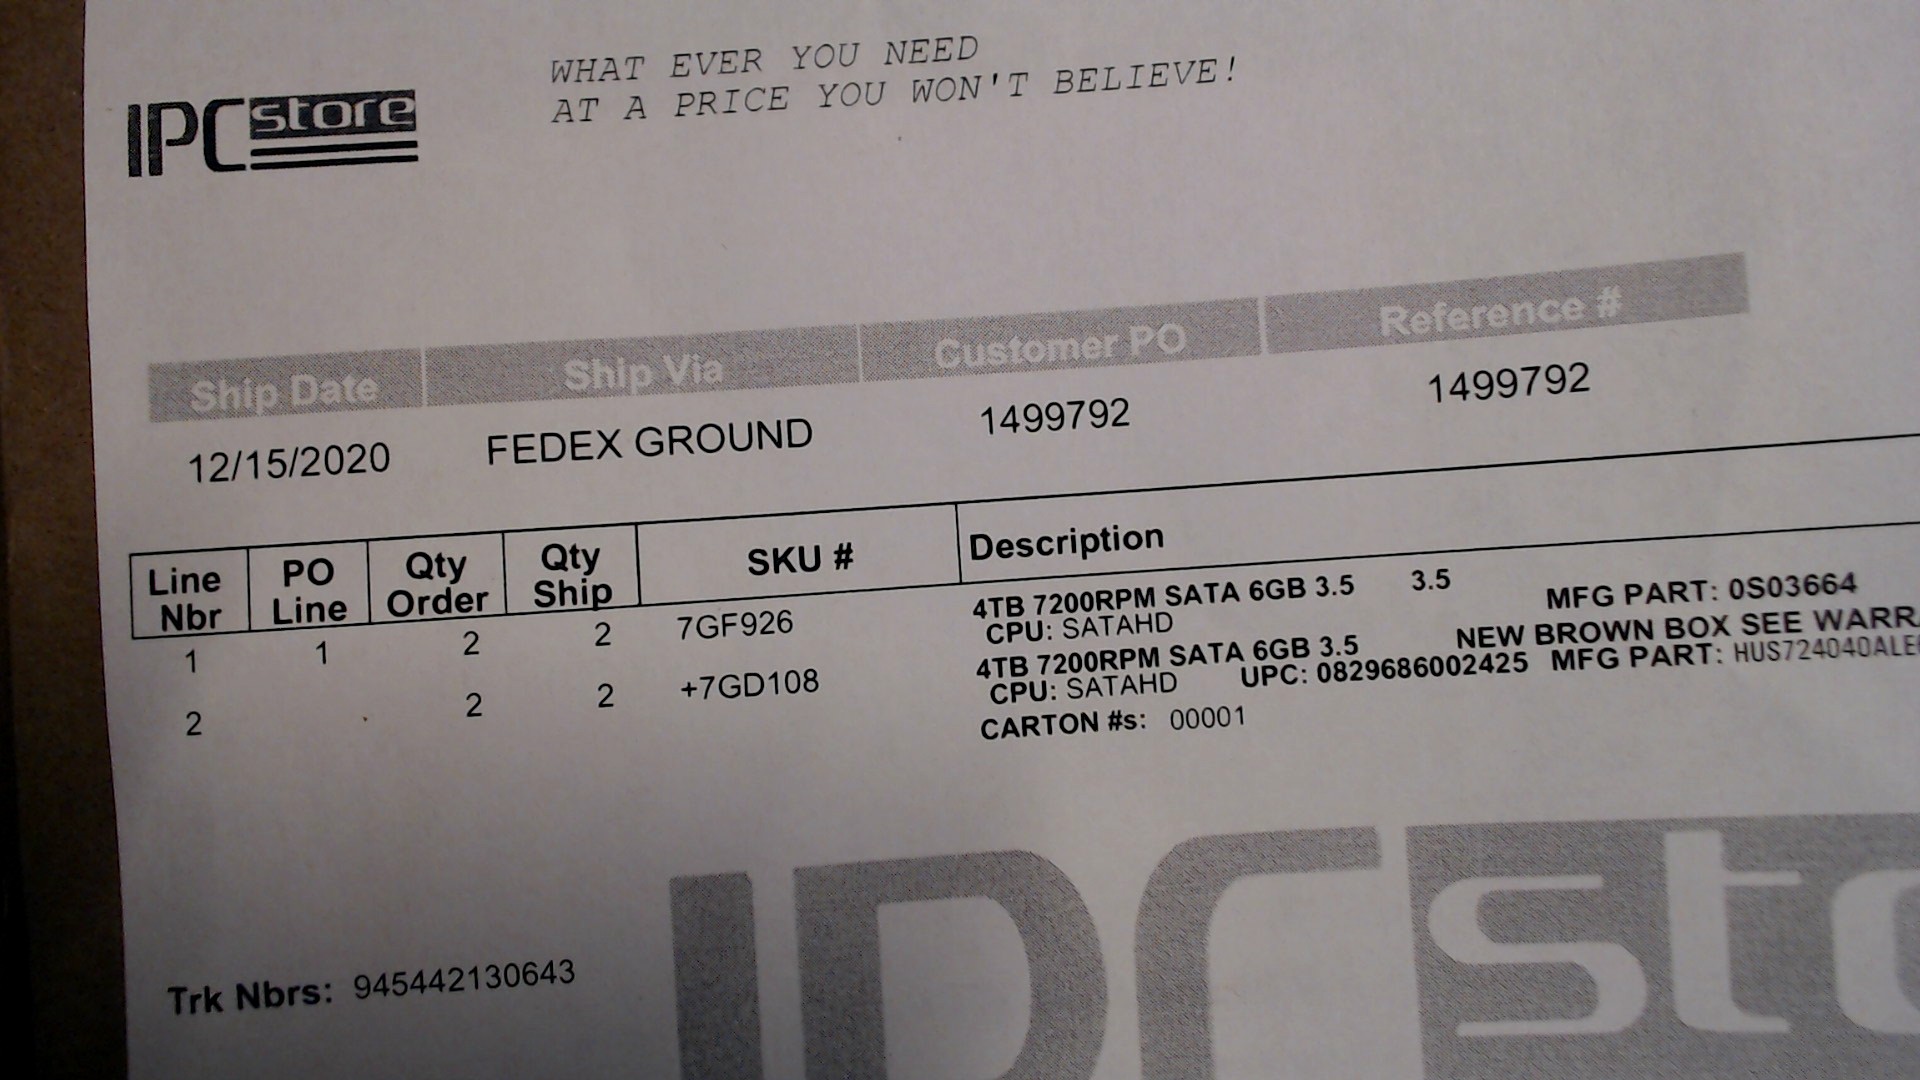 WHAT EVER YOU NEED
AT A PRICE YOU WON'T BELIEVE!
IPC store
Ship Date Ship Via Customer PO Reference #
12/15/2020 FEDEX GROUND 1499792 1499792
Line Nbr PO Line Qty Order Qty Ship SKU # Description
1 1 2 2 7GF926 4TB 7200RPM SATA 6GB 3.5 3.5 MFG PART: 0S03664
CPU: SATAHD NEW BROWN BOX SEE WARRA
2 2 2 +7GD108 4TB 7200RPM SATA 6GB 3.5
CPU: SATAHD UPC: 0829686002425 MFG PART: HUS724040ALE
CARTON #s: 00001
IPC sto
Trk Nbrs: 945442130643